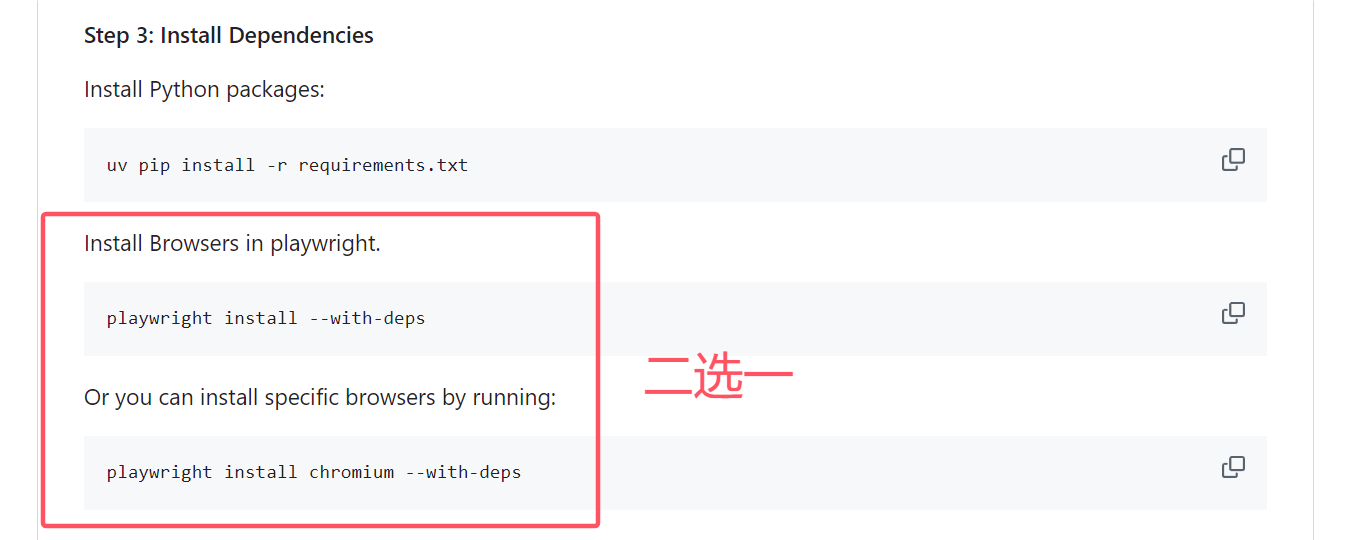 Step 3: Install Dependencies
Install Python packages:
uv pip install -r requirements.txt
Install Browsers in playwright.
playwright install --with-deps
二选一
Or you can install specific browsers by running:
playwright install chromium --with-deps